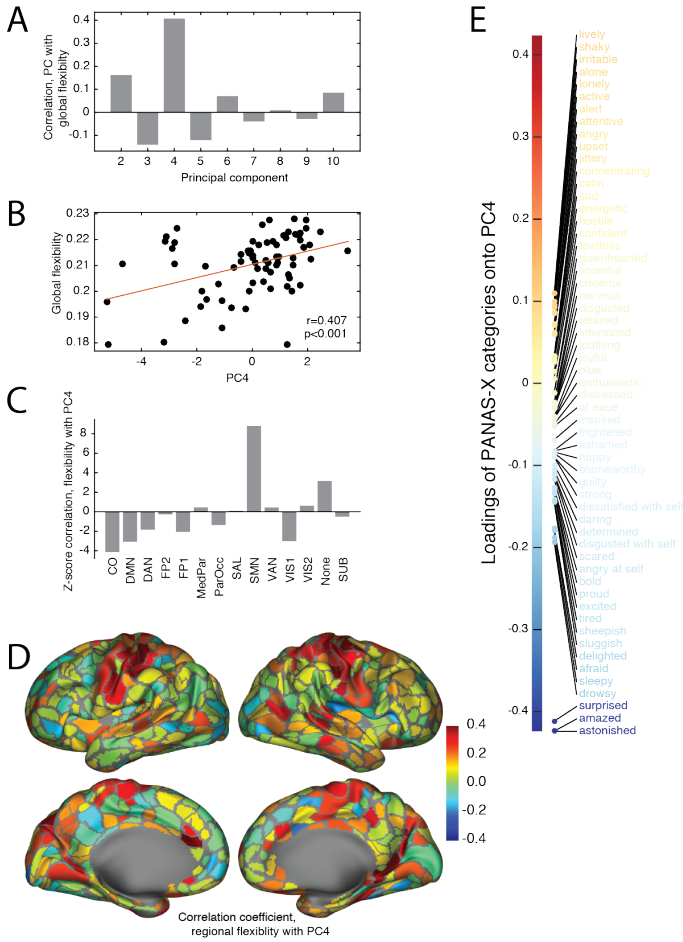 A
Correlation, PC with
global flexibility
0.4
0.3
0.2
0.1
0
-0.1
2 3 4 5 6 7 8 9 10
Principal component
B
Global flexibility
0.23
0.22
0.21
0.20
0.19
0.18
r=0.407
p<0.001
-4 -2 0 2
PC4
C
Z-score correlation, flexibility with PC4
8
6
4
2
0
-2
-4
CO
DMN
DAN
FP2
FP1
MedPar
ParOcc
SAL
SMN
VAN
VIS1
VIS2
None
SUB
D
0.4
0.2
0.0
-0.2
-0.4
Correlation coefficient,
regional flexiblity with PC4
E
Loadings of PANAS-X categories onto PC4
0.4
0.3
0.2
0.1
0
-0.1
-0.2
-0.3
-0.4
lively
shaky
irritable
alone
lonely
active
alert
attentive
angry
upset
jittery
concentrating
calm
sad
energetic
hostile
confident
fearless
downhearted
scornful
cheerful
nervous
disgusted
relaxed
interested
loathing
joyful
blue
enthusiastic
distressed
at ease
inspired
frightened
ashamed
happy
blameworthy
guilty
strong
dissatisfied with self
daring
determined
disgusted with self
scared
angry at self
bold
proud
excited
tired
sheepish
sluggish
delighted
afraid
sleepy
drowsy
surprised
amazed
astonished